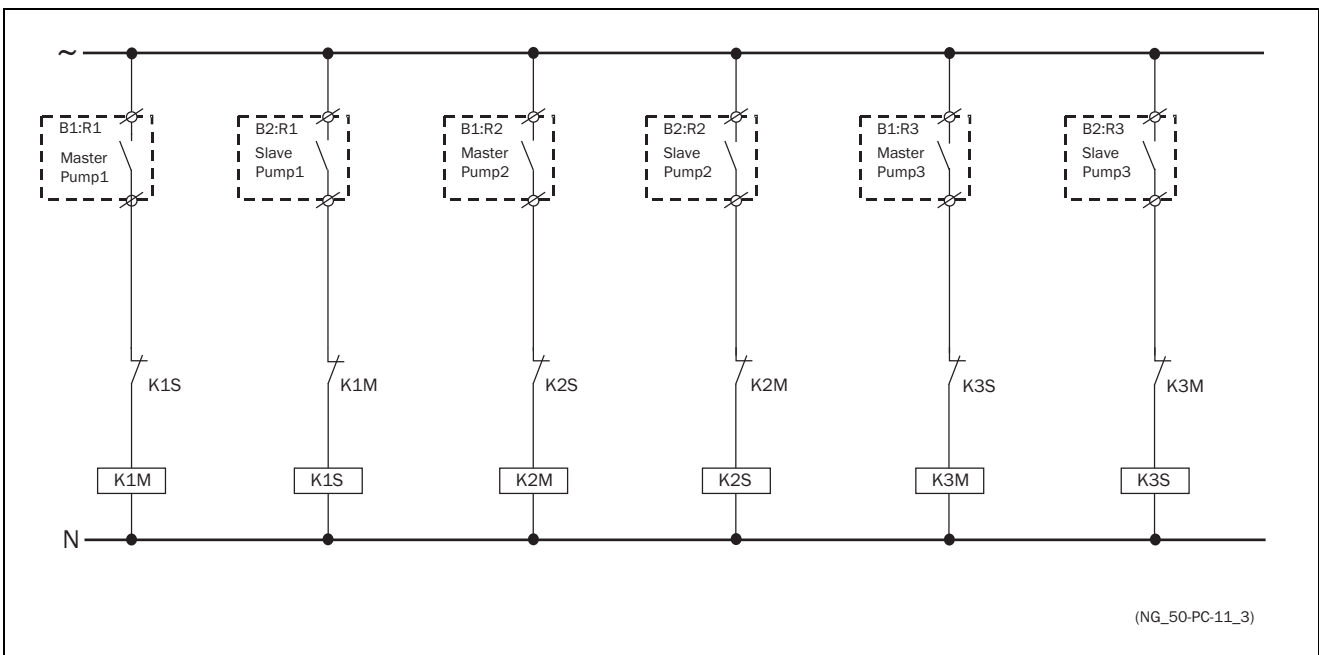 ~
B1:R1
Master
Pump1
B2:R1
Slave
Pump1
B1:R2
Master
Pump2
B2:R2
Slave
Pump2
B1:R3
Master
Pump3
B2:R3
Slave
Pump3
K1S
K1M
K2S
K2M
K3S
K3M
K1M
K1S
K2M
K2S
K3M
K3S
N
(NG_50-PC-11_3)